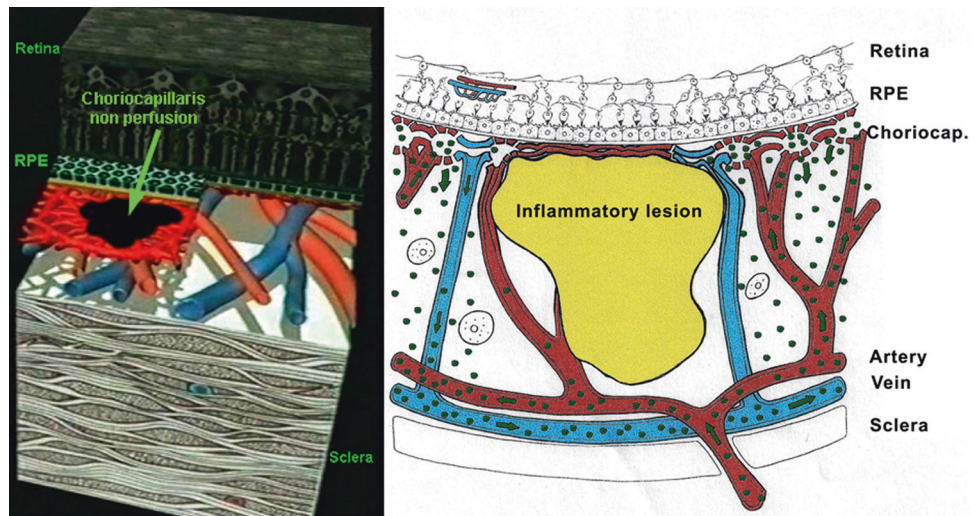 Retina
Choriocapillaris
non perfusion
RPE
Sclera
Retina
RPE
Choriocap.
Inflammatory lesion
Artery
Vein
Sclera